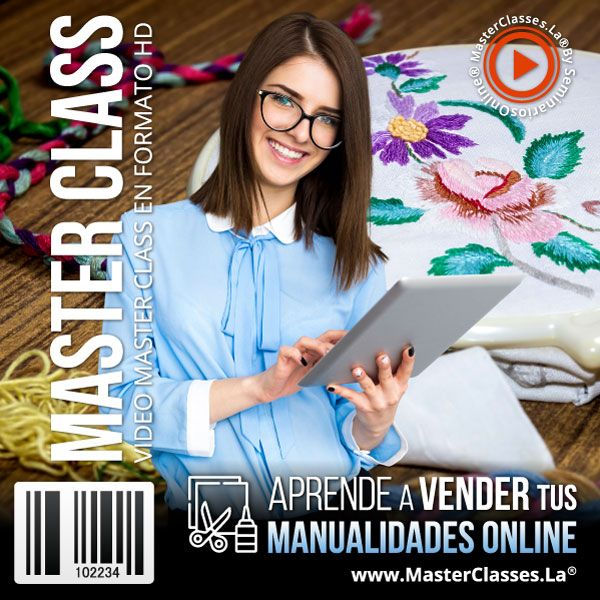 MASTER CLASS
VIDEO MASTER CLASS EN FORMATO HD
MasterClasses.La® By SeminariosOnline®
APRENDE A VENDER TUS
MANUALIDADES ONLINE
102234
www.MasterClasses.La®